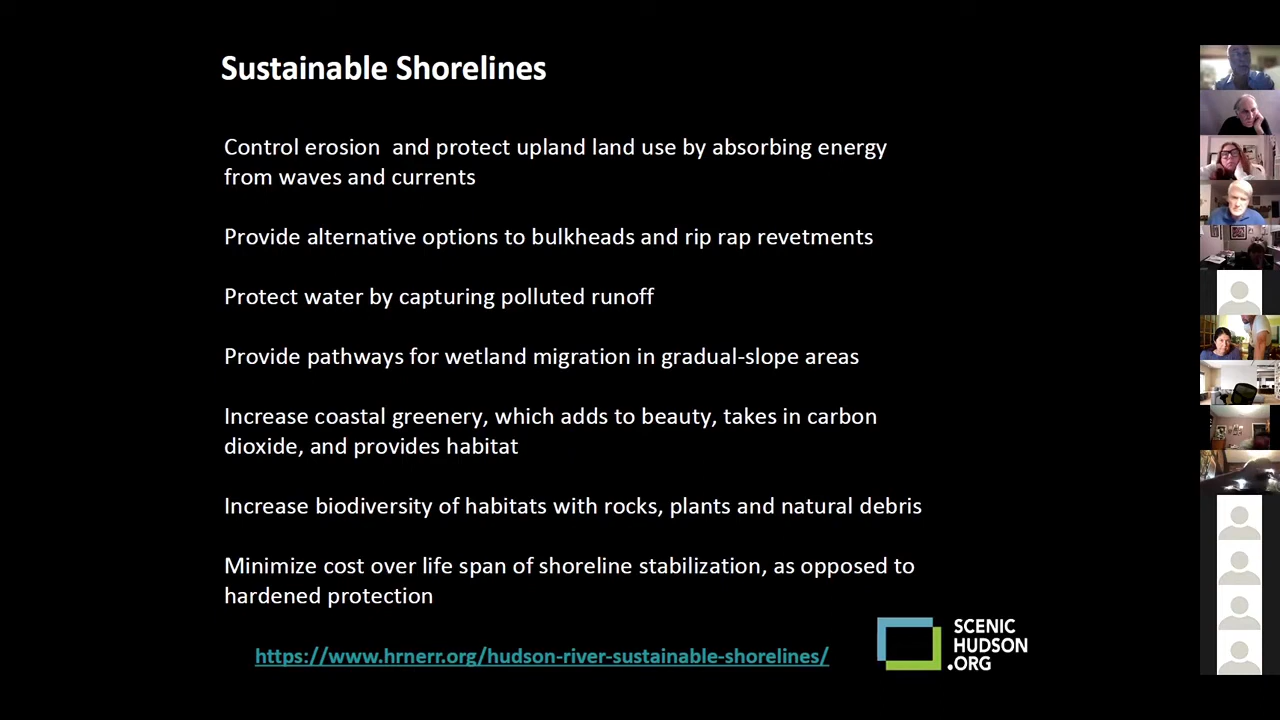 Sustainable Shorelines
Control erosion  and protect upland land use by absorbing energy
from waves and currents
Provide alternative options to bulkheads and rip rap revetments
Protect water by capturing polluted runoff
Provide pathways for wetland migration in gradual-slope areas
Increase coastal greenery, which adds to beauty, takes in carbon
dioxide, and provides habitat
Increase biodiversity of habitats with rocks, plants and natural debris
Minimize cost over life span of shoreline stabilization, as opposed to
hardened protection
https://www.hrnerr.org/hudson-river-sustainable-shorelines/
SCENIC
HUDSON
.ORG